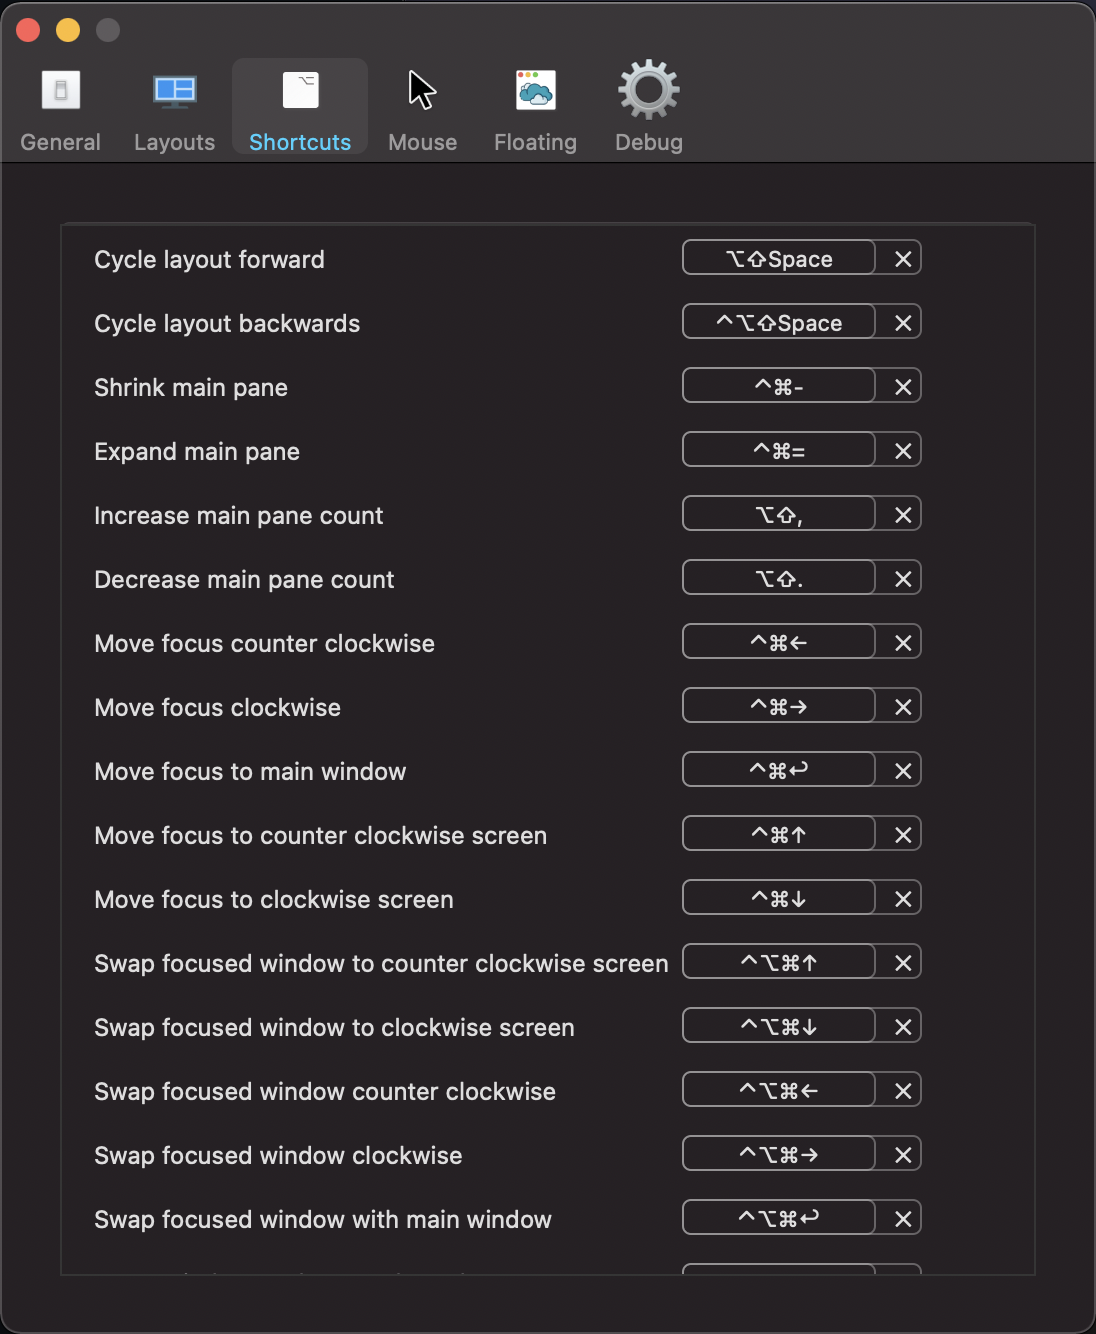 General Layouts Shortcuts Mouse Floating Debug
Cycle layout forward ⌥⇧Space
Cycle layout backwards ^⌥⇧Space
Shrink main pane ^⌘-
Expand main pane ^⌘=
Increase main pane count ⌥⇧,
Decrease main pane count ⌥⇧.
Move focus counter clockwise ^⌘←
Move focus clockwise ^⌘→
Move focus to main window ^⌘↩
Move focus to counter clockwise screen ^⌘↑
Move focus to clockwise screen ^⌘↓
Swap focused window to counter clockwise screen ^⌥⌘↑
Swap focused window to clockwise screen ^⌥⌘↓
Swap focused window counter clockwise ^⌥⌘←
Swap focused window clockwise ^⌥⌘→
Swap focused window with main window ^⌥⌘↩